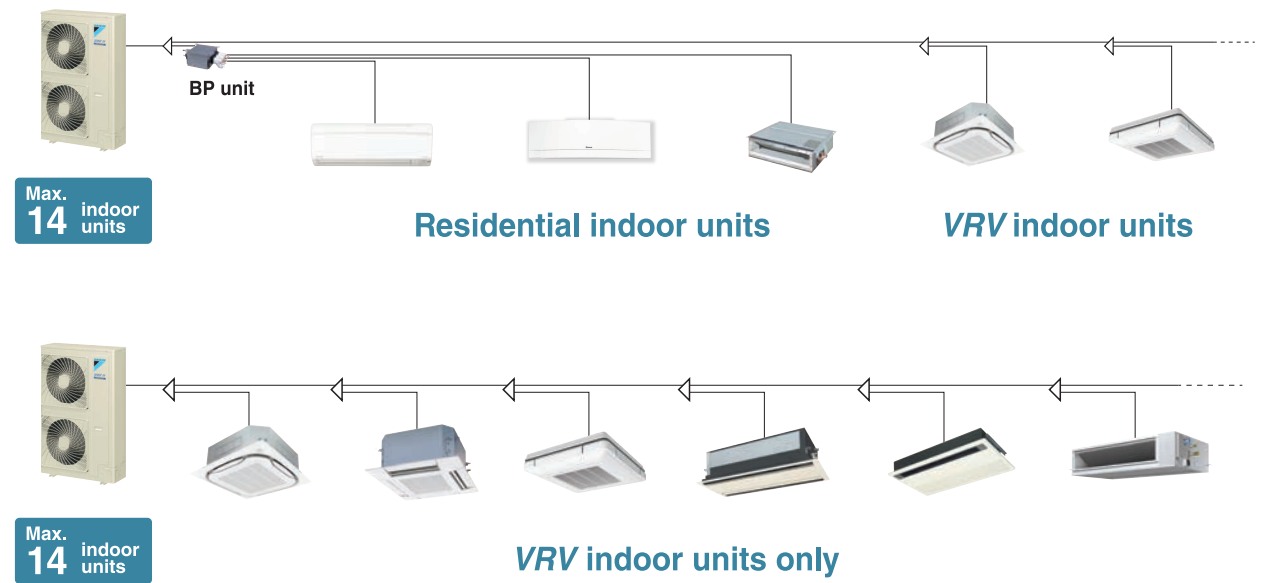 BP unit
Max.
14 indoor
units
Residential indoor units
VRV indoor units
Max.
14 indoor
units
VRV indoor units only